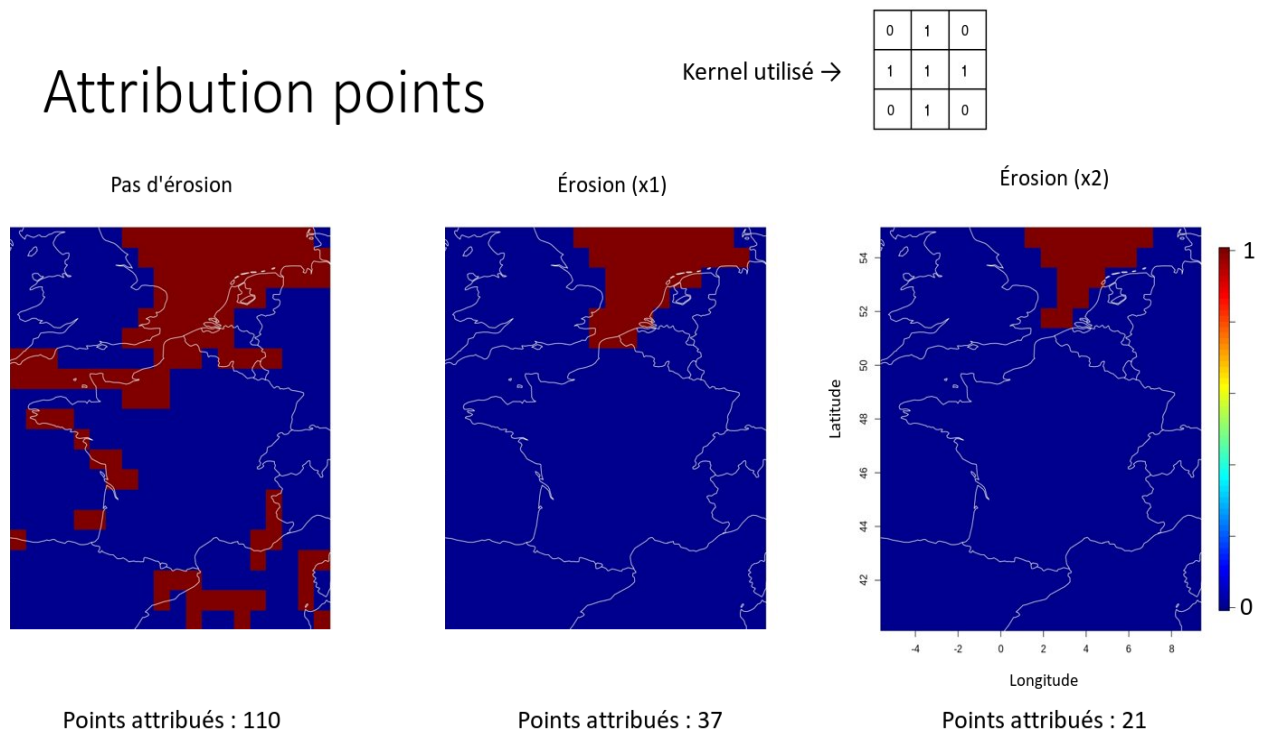 Attribution points
Kernel utilisé →
0 1 0
1 1 1
0 1 0
Pas d'érosion
Érosion (x1)
Érosion (x2)
54
52
50
48
46
44
42
Latitude
-4 -2 0 2 4 6 8
Longitude
1
0
Points attribués : 110
Points attribués : 37
Points attribués : 21